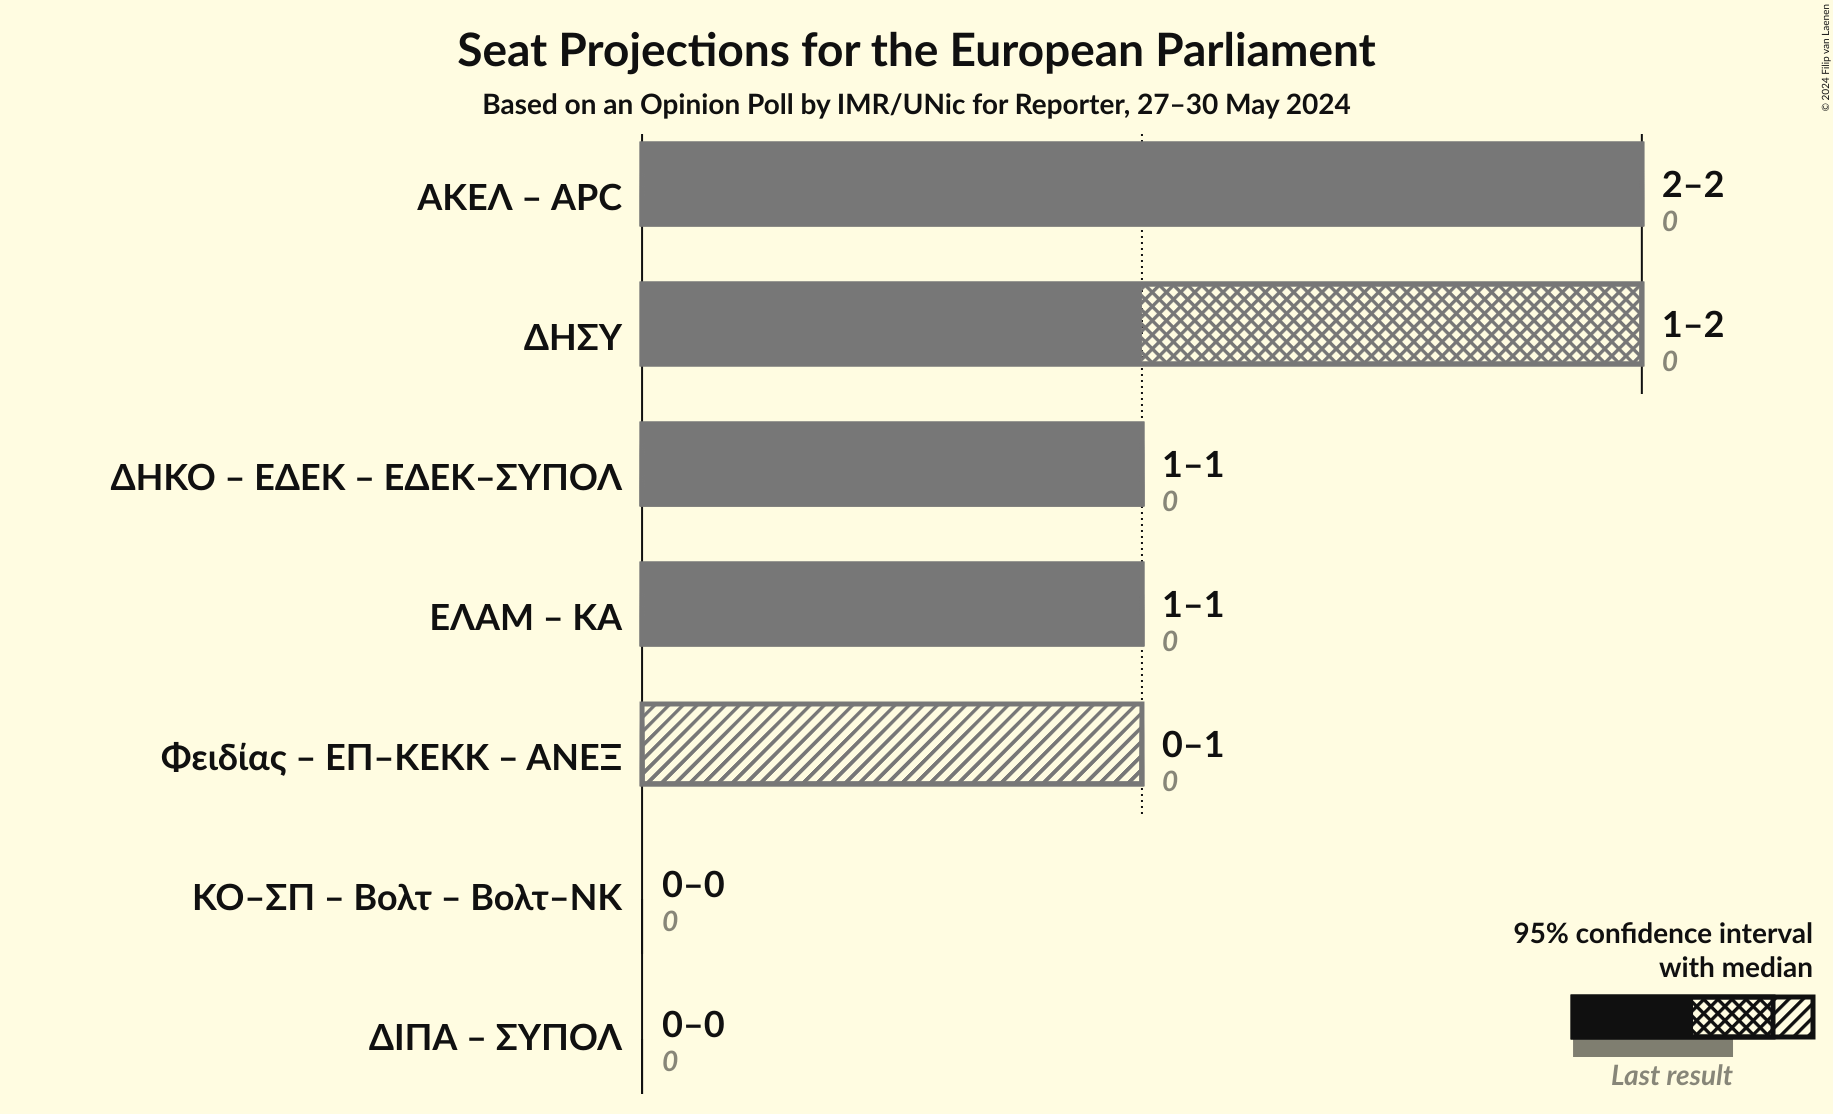 Seat Projections for the European Parliament
Based on an Opinion Poll by IMR/UNic for Reporter, 27–30 May 2024
© 2024 Filip van Laenen
ΑΚΕΛ – APC
2–2
0
ΔΗΣΥ
1–2
0
ΔΗΚΟ – ΕΔΕΚ – ΕΔΕΚ–ΣΥΠΟΛ
1–1
0
ΕΛΑΜ – ΚΑ
1–1
0
Φειδίας – ΕΠ–ΚΕΚΚ – ΑΝΕΞ
0–1
0
ΚΟ–ΣΠ – Βολτ – Βολτ–ΝΚ
0–0
0
ΔΙΠΑ – ΣΥΠΟΛ
0–0
0
95% confidence interval
with median
Last result